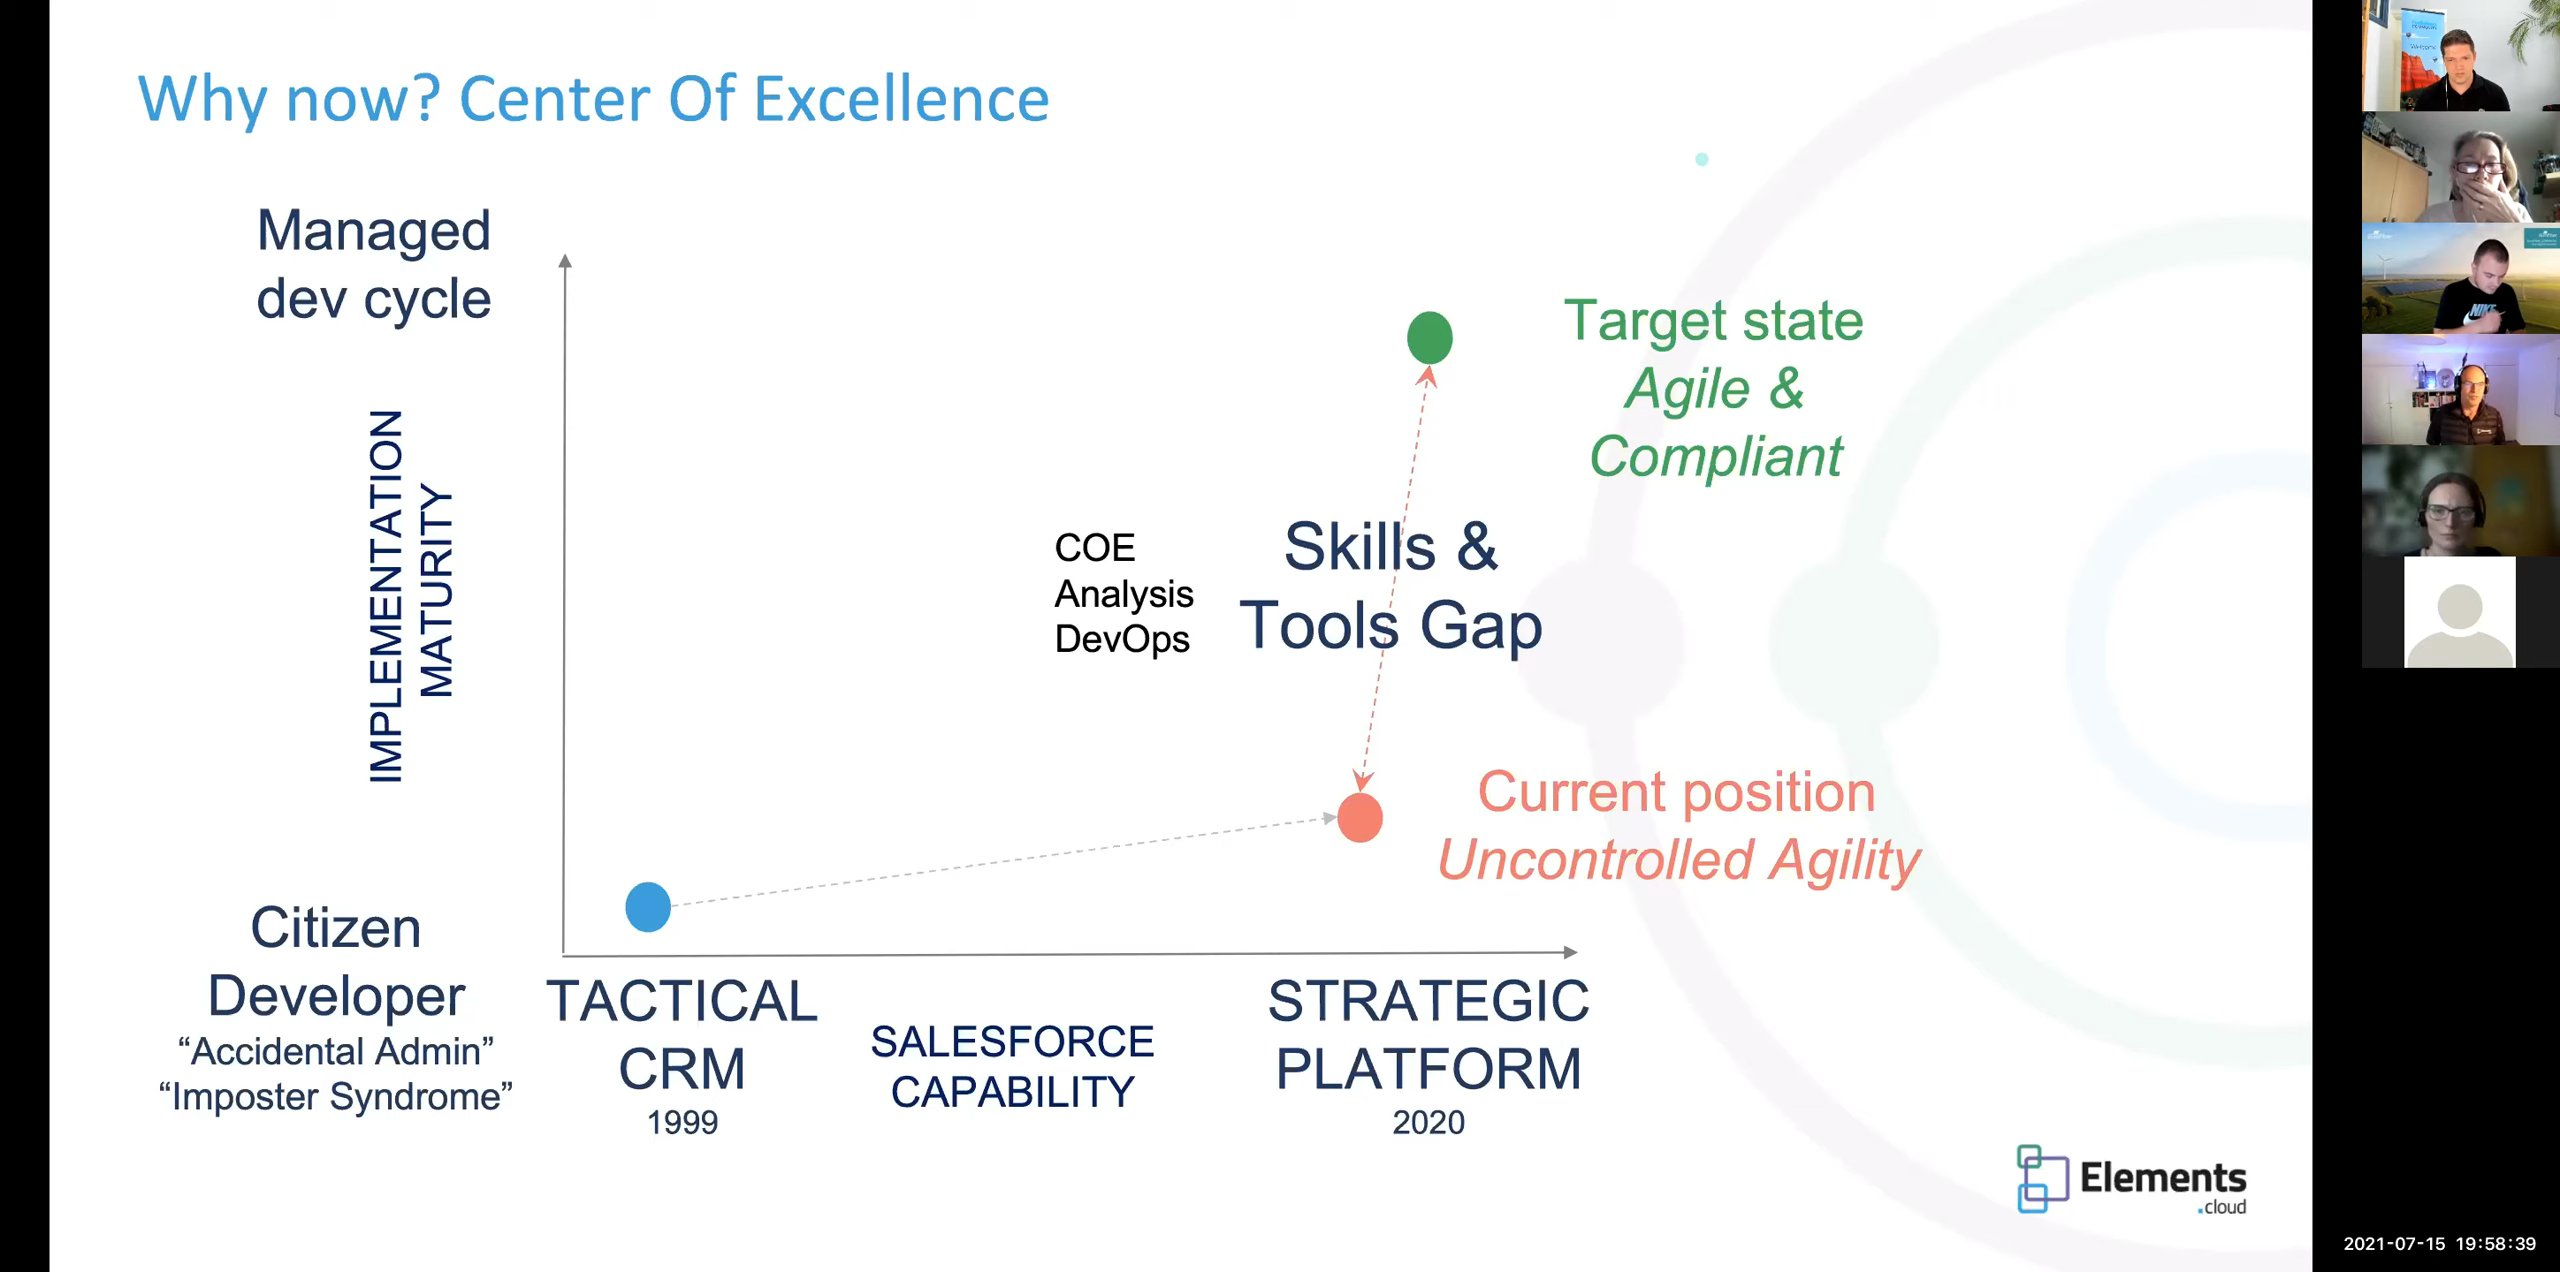 Why now? Center Of Excellence
Managed
dev cycle
IMPLEMENTATION
MATURITY
Target state
Agile &
Compliant
COE
Analysis
DevOps
Skills &
Tools Gap
Current position
Uncontrolled Agility
Citizen
Developer
“Accidental Admin”
“Imposter Syndrome”
TACTICAL
CRM
1999
SALESFORCE
CAPABILITY
STRATEGIC
PLATFORM
2020
Elements
.cloud
NIKE
2021-07-15 19:58:39